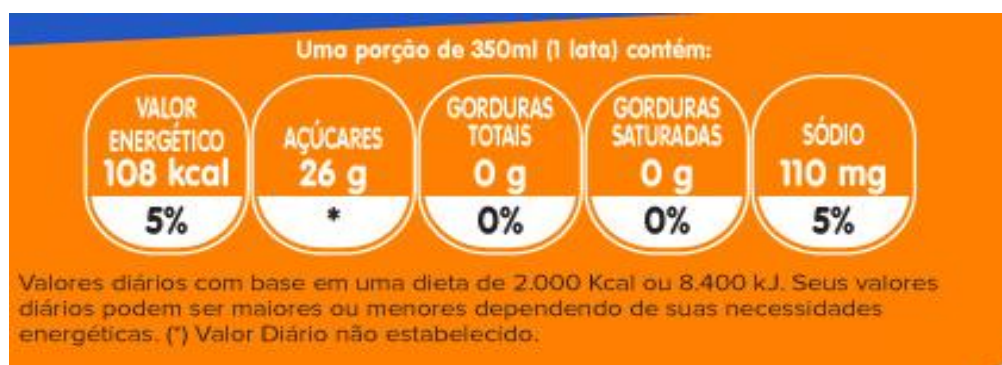 Uma porção de 350ml (1 lata) contém:
VALOR
ENERGÉTICO
108 kcal
5%
AÇÚCARES
26 g
*
GORDURAS
TOTAIS
0 g
0%
GORDURAS
SATURADAS
0 g
0%
SÓDIO
110 mg
5%
Valores diários com base em uma dieta de 2.000 Kcal ou 8.400 kJ. Seus valores
diários podem ser maiores ou menores dependendo de suas necessidades
energéticas. (*) Valor Diário não estabelecido.